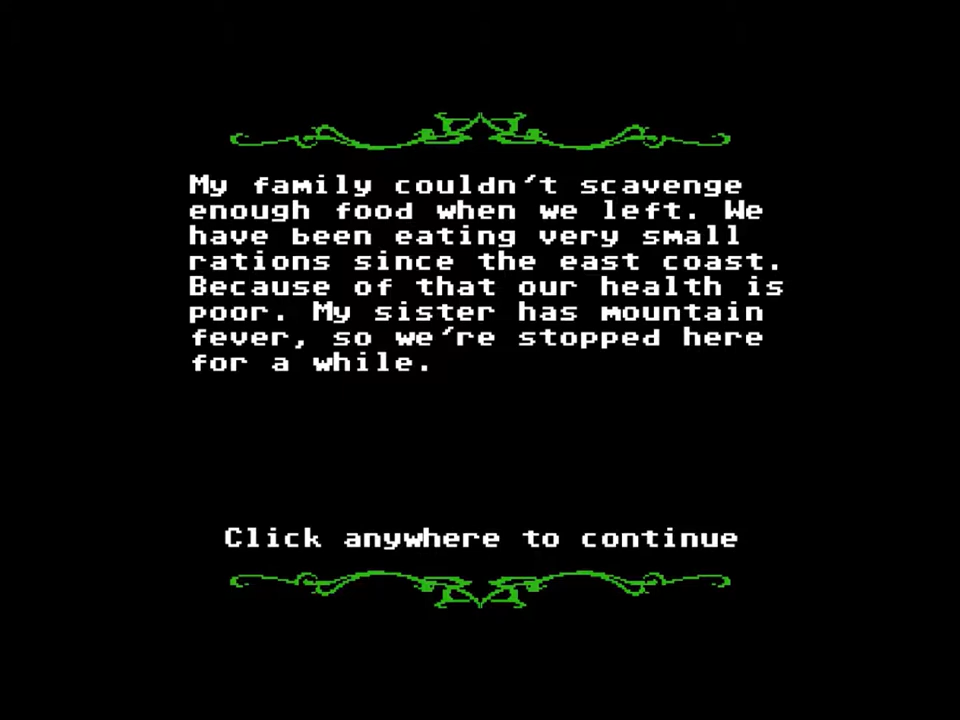 My family couldn't scavenge
enough food when we left. We
have been eating very small
rations since the east coast.
Because of that our health is
poor. My sister has mountain
fever, so we're stopped here
for a while.
Click anywhere to continue